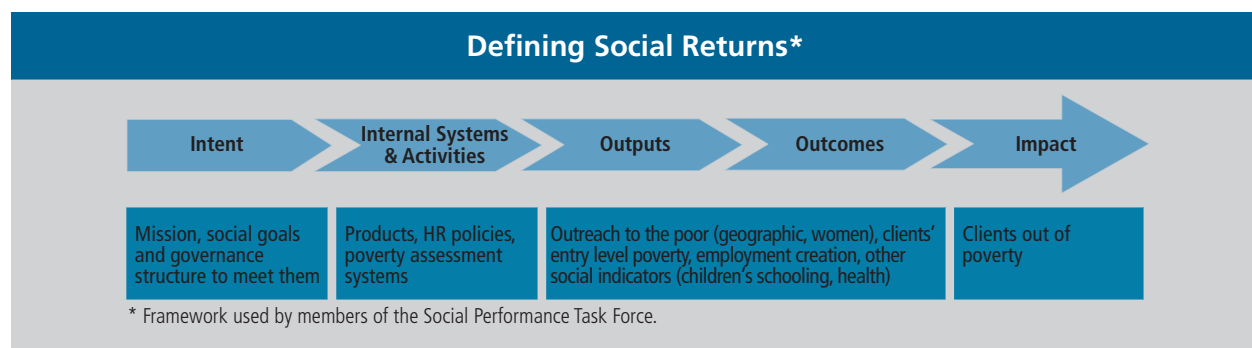 Defining Social Returns*
Intent
Internal Systems
& Activities
Outputs
Outcomes
Impact
Mission, social goals
and governance
structure to meet them
Products, HR policies,
poverty assessment
systems
Outreach to the poor (geographic, women), clients’
entry level poverty, employment creation, other
social indicators (children’s schooling, health)
Clients out of
poverty
* Framework used by members of the Social Performance Task Force.